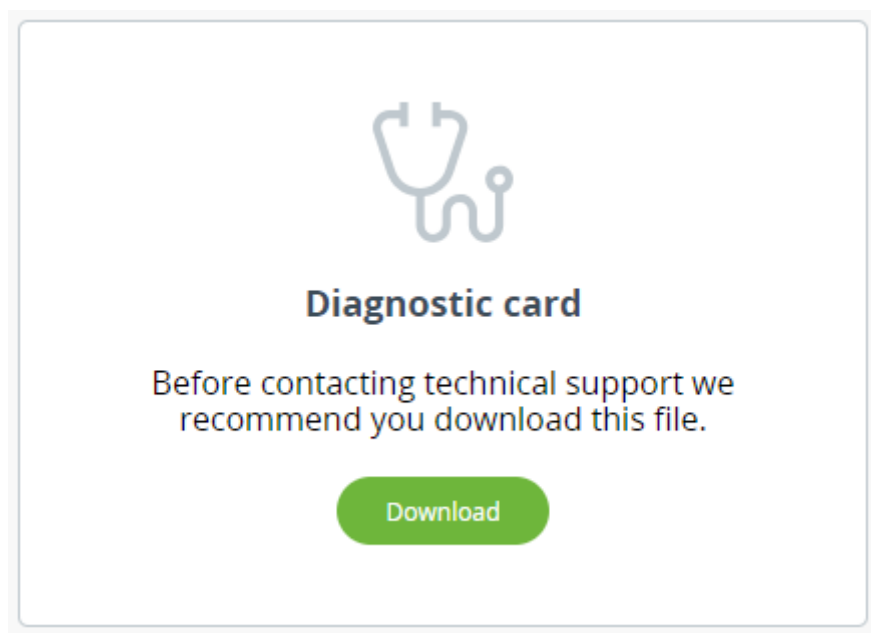 Diagnostic card
Before contacting technical support we
recommend you download this file.
Download